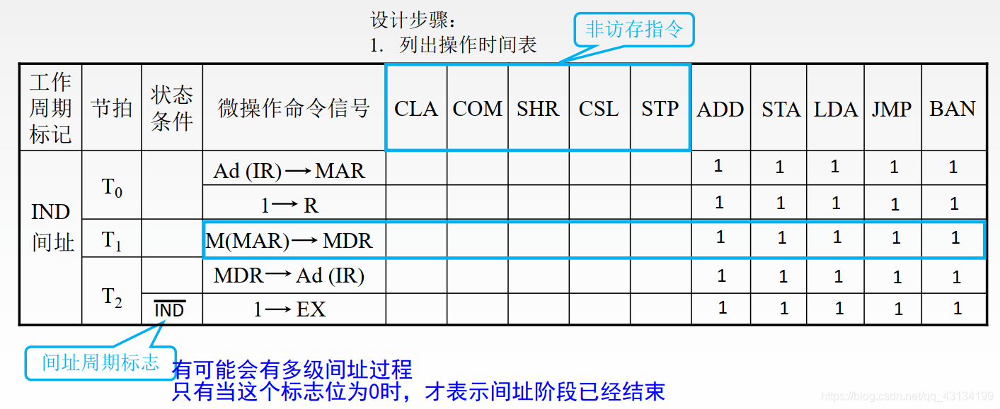 设计步骤：
1. 列出操作时间表
非访存指令
工作周期标记 节拍 状态条件 微操作命令信号 CLA COM SHR CSL STP ADD STA LDA JMP BAN
IND 间址 T0 Ad (IR)→MAR 1 1 1 1 1
1→R 1 1 1 1 1
T1 M(MAR)→MDR 1 1 1 1 1
T2 MDR→Ad (IR) 1 1 1 1 1
I̅N̅D̅ 1→EX 1 1 1 1 1
间址周期标志
有可能会有多级间址过程
只有当这个标志位为0时，才表示间址阶段已经结束
https://blog.csdn.net/qq_43134199